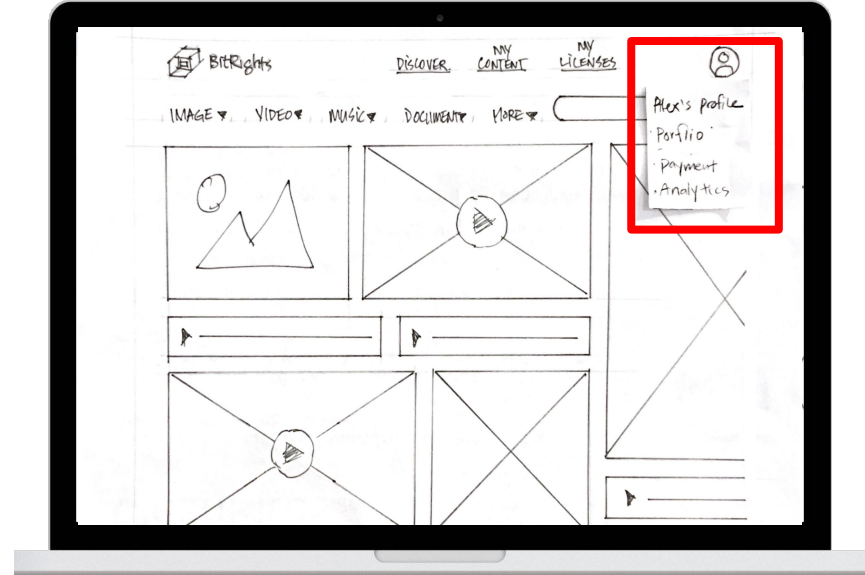 BitRights
DISCOVER
MY
CONTENT
MY
LICENSES
IMAGE
VIDEO
MUSIC
DOCUMENT
MORE
Alex's profile
Porflio
Payment
Analytics